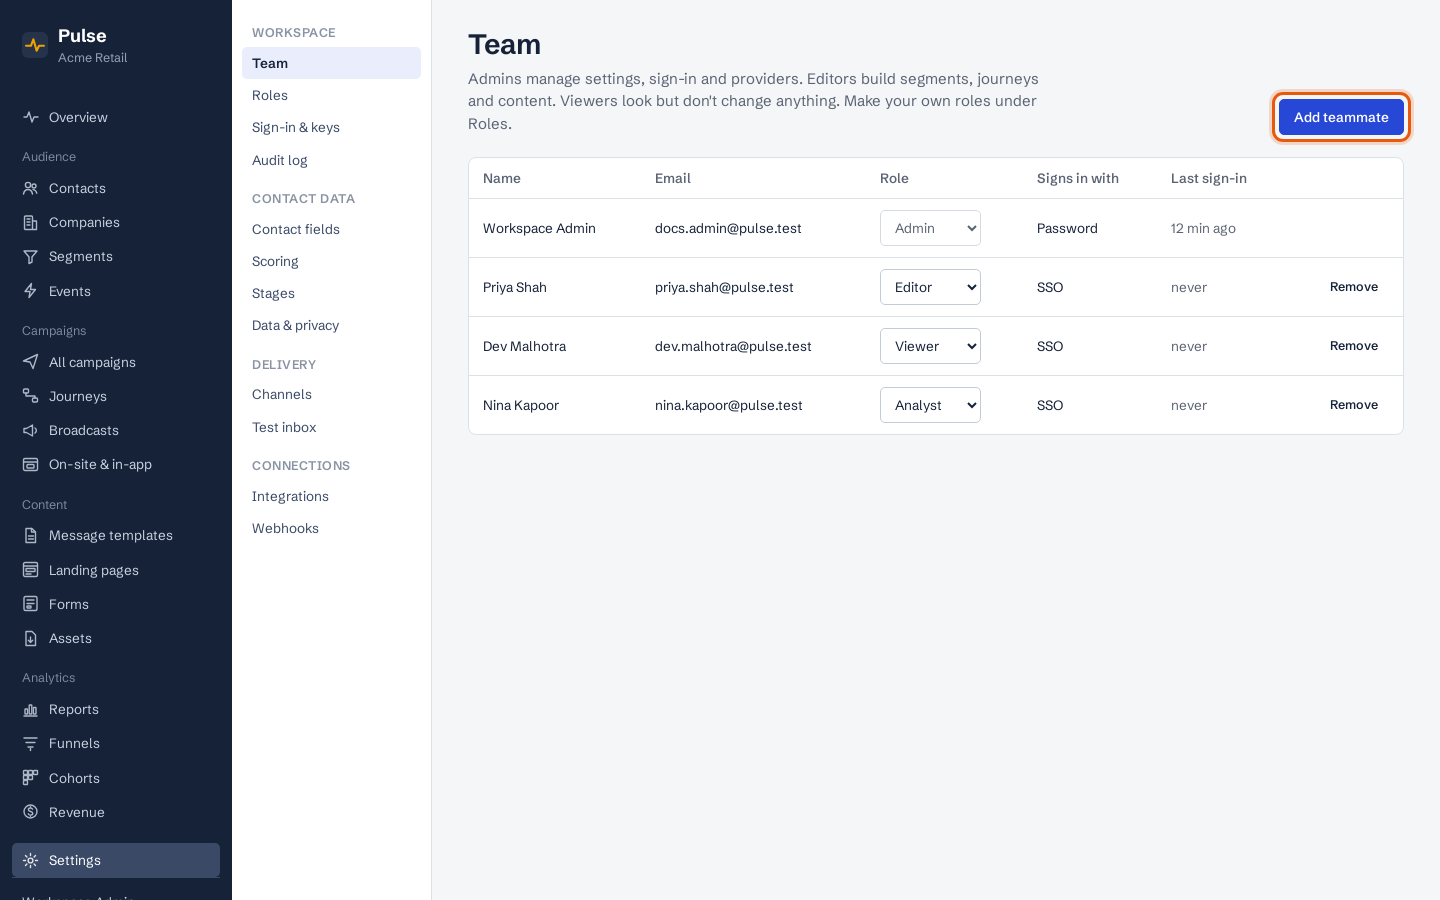 Pulse
Acme Retail
Overview
Audience
Contacts
Companies
Segments
Events
Campaigns
All campaigns
Journeys
Broadcasts
On-site & in-app
Content
Message templates
Landing pages
Forms
Assets
Analytics
Reports
Funnels
Cohorts
Revenue
Settings
WORKSPACE
Team
Roles
Sign-in & keys
Audit log
CONTACT DATA
Contact fields
Scoring
Stages
Data & privacy
DELIVERY
Channels
Test inbox
CONNECTIONS
Integrations
Webhooks
Team
Admins manage settings, sign-in and providers. Editors build segments, journeys
and content. Viewers look but don't change anything. Make your own roles under
Roles.
Add teammate
Name Email Role Signs in with Last sign-in
Workspace Admin docs.admin@pulse.test Admin Password 12 min ago
Priya Shah priya.shah@pulse.test Editor SSO never Remove
Dev Malhotra dev.malhotra@pulse.test Viewer SSO never Remove
Nina Kapoor nina.kapoor@pulse.test Analyst SSO never Remove